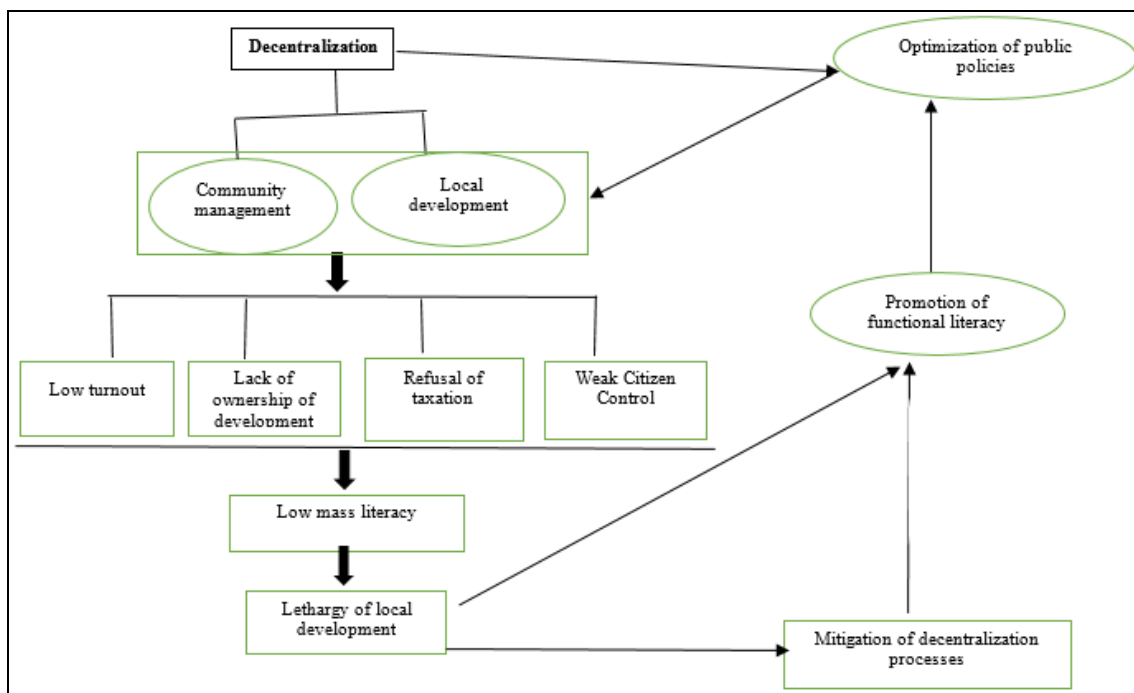 Decentralization
Optimization of public
policies
Community
management
Local
development
Promotion of
functional literacy
Low turnout
Lack of
ownership of
development
Refusal of
taxation
Weak Citizen
Control
Low mass literacy
Lethargy of local
development
Mitigation of decentralization
processes